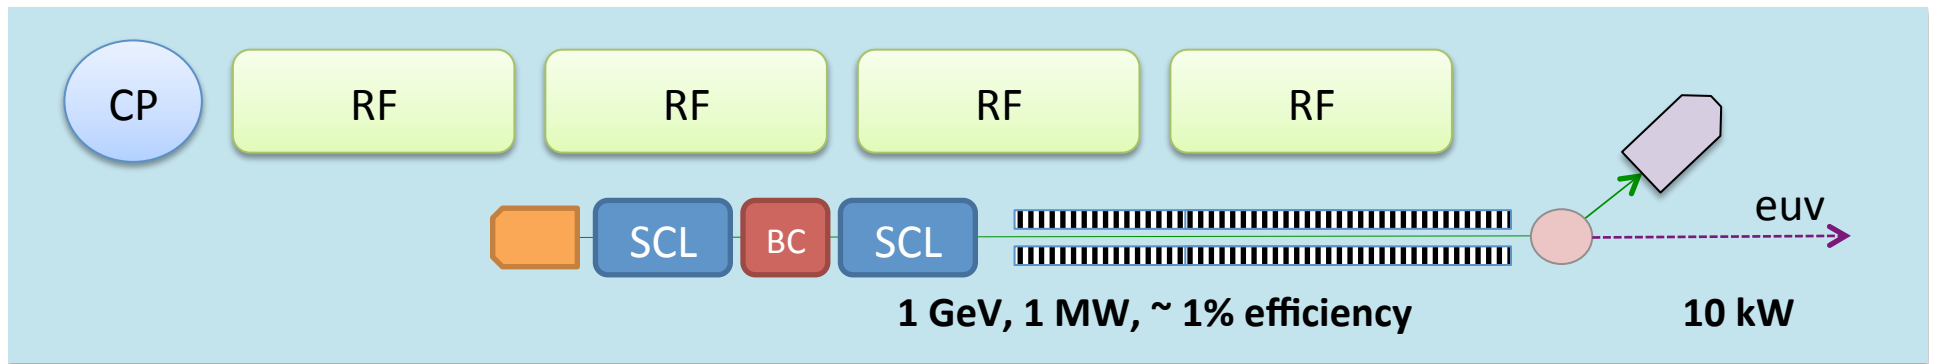 CP RF RF RF RF
euv
SCL BC SCL
1 GeV, 1 MW, ~ 1% efficiency 10 kW